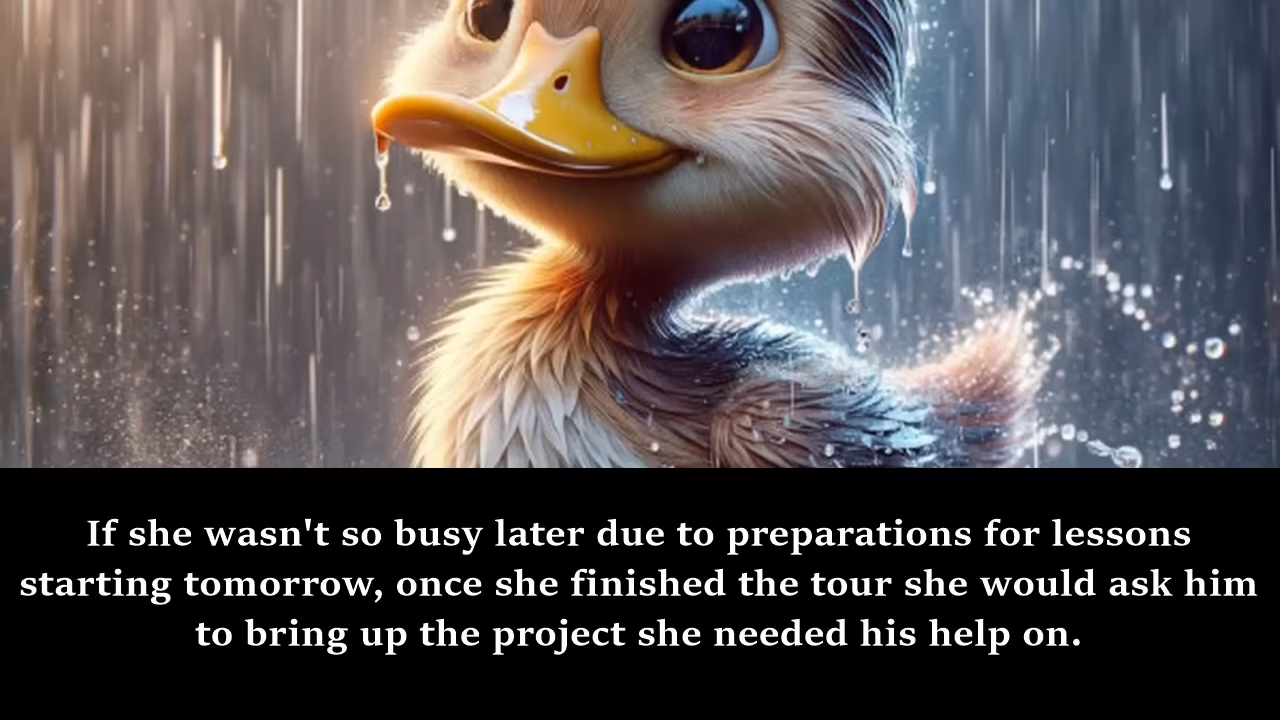 If she wasn't so busy later due to preparations for lessons
starting tomorrow, once she finished the tour she would ask him
to bring up the project she needed his help on.